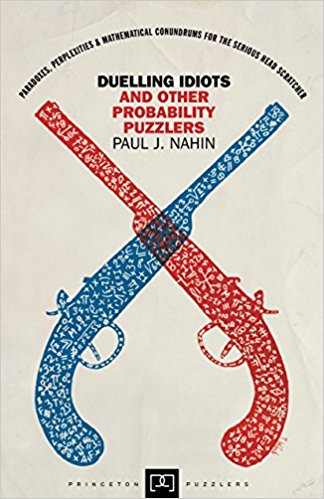 PARADOXES, PERPLEXITIES & MATHEMATICAL CONUNDRUMS FOR THE SERIOUS HEAD SCRATCHER
DUELLING IDIOTS
AND OTHER
PROBABILITY
PUZZLERS
PAUL J. NAHIN
PRINCETON PUZZLERS